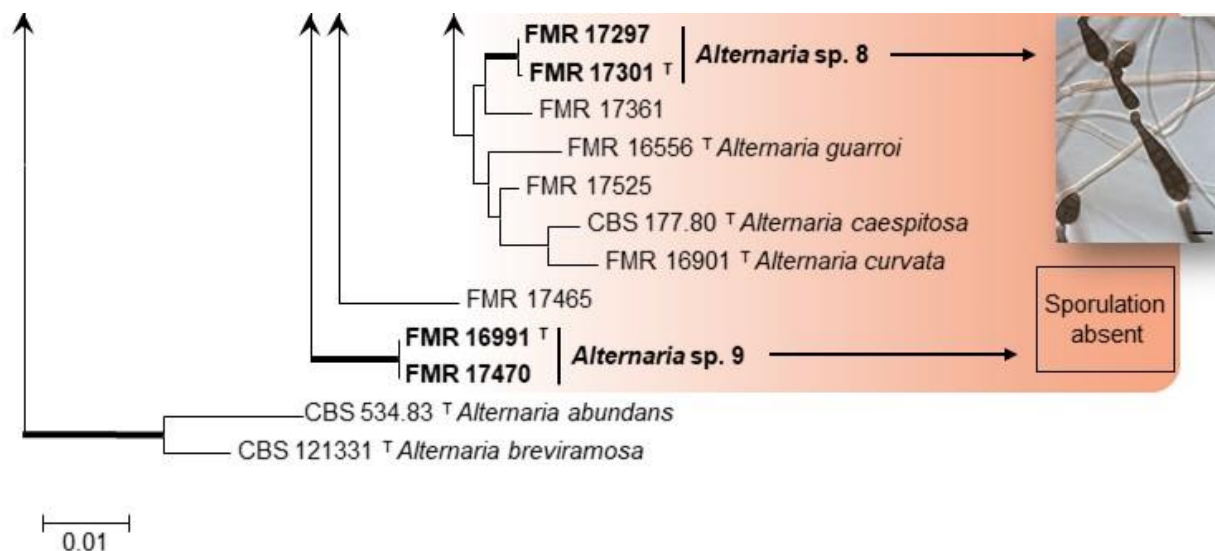 FMR 17297
FMR 17301 T
Alternaria sp. 8
FMR 17361
FMR 16556 T Alternaria guarroi
FMR 17525
CBS 177.80 T Alternaria caespitosa
FMR 16901 T Alternaria curvata
FMR 17465
Sporulation
absent
FMR 16991 T
FMR 17470
Alternaria sp. 9
CBS 534.83 T Alternaria abundans
CBS 121331 T Alternaria breviramosa
0.01